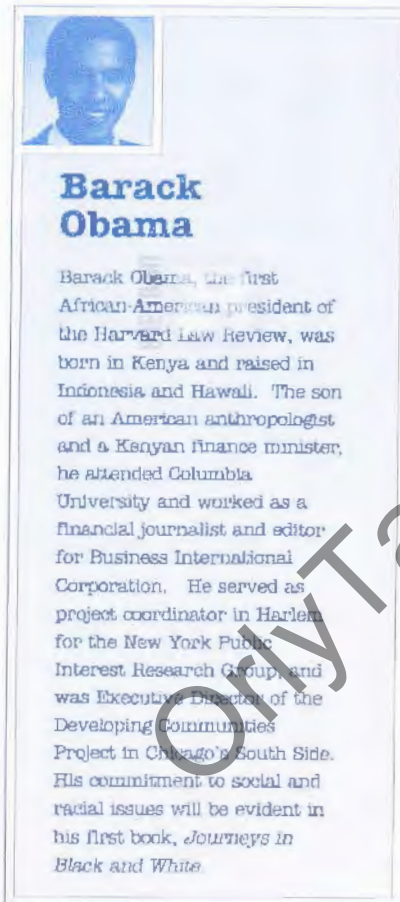 Barack
Obama
Barack Obama, the first
African-American president of
the Harvard Law Review, was
born in Kenya and raised in
Indonesia and Hawaii. The son
of an American anthropologist
and a Kenyan finance minister,
he attended Columbia
University and worked as a
financial journalist and editor
for Business International
Corporation. He served as
project coordinator in Harlem
for the New York Public
Interest Research Group, and
was Executive Director of the
Developing Communities
Project in Chicago's South Side.
His commitment to social and
racial issues will be evident in
his first book, Journeys in
Black and White.
OrlyTa